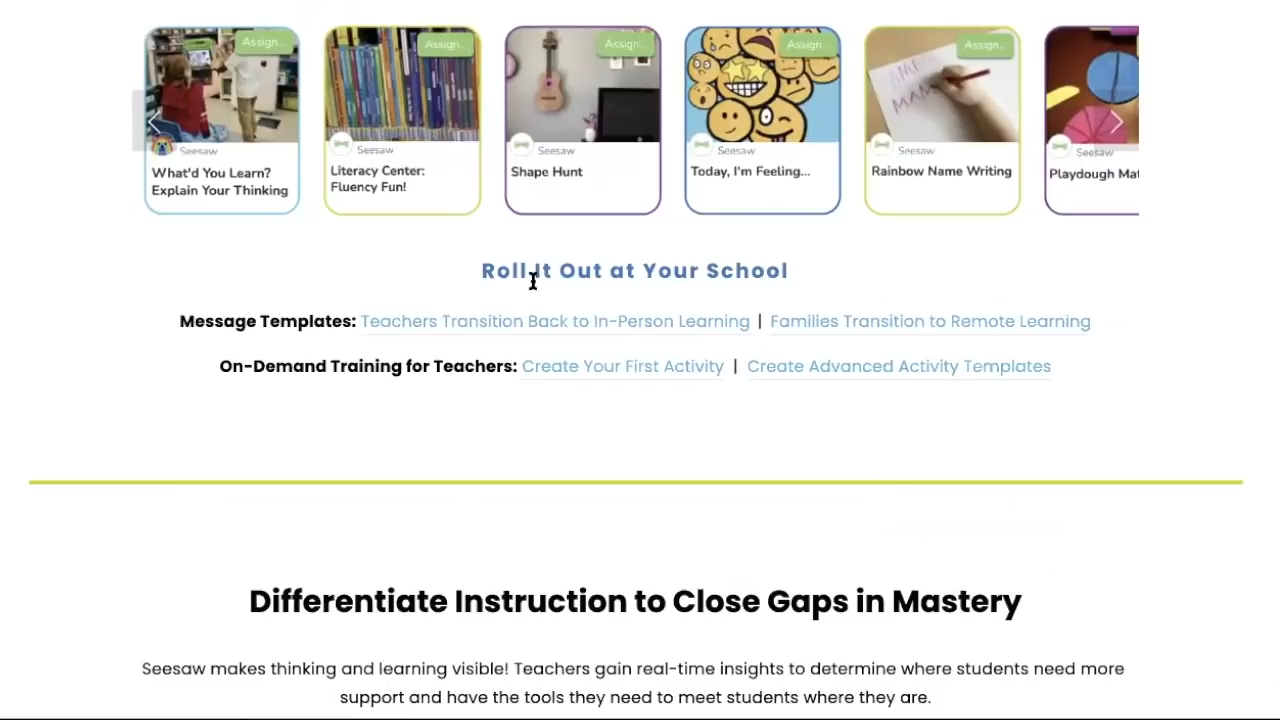 Assign...
Assign...
Assign...
Assign...
Assign...
Seesaw
What'd You Learn?
Explain Your Thinking
Seesaw
Literacy Center:
Fluency Fun!
Seesaw
Shape Hunt
Seesaw
Today, I'm Feeling...
Seesaw
Rainbow Name Writing
Seesaw
Playdough Mat
Roll It Out at Your School
Message Templates: Teachers Transition Back to In-Person Learning | Families Transition to Remote Learning
On-Demand Training for Teachers: Create Your First Activity | Create Advanced Activity Templates
Differentiate Instruction to Close Gaps in Mastery
Seesaw makes thinking and learning visible! Teachers gain real-time insights to determine where students need more
support and have the tools they need to meet students where they are.